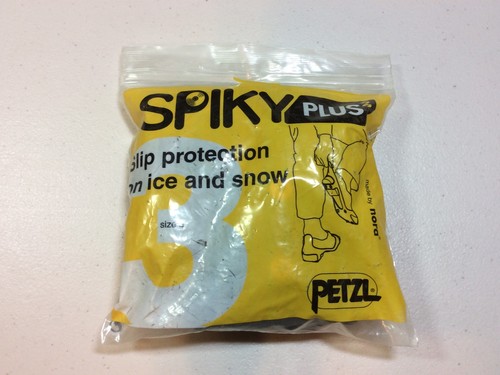 SPIKY PLUS
slip protection
on ice and snow
size
3
made by nora®
PETZL®